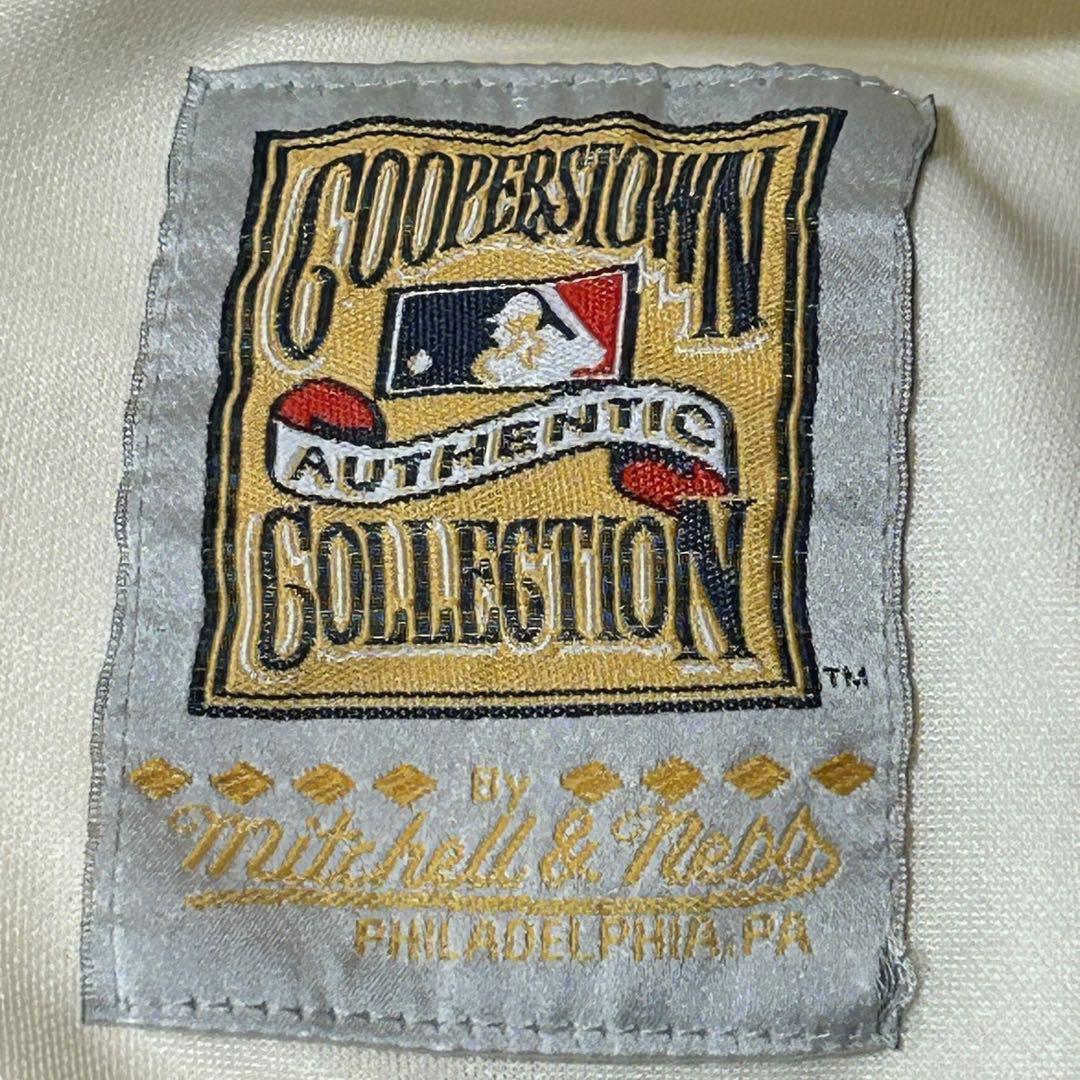 COOPERSTOWN
AUTHENTIC
COLLECTION
TM
By
Mitchell & Ness
PHILADELPHIA, PA